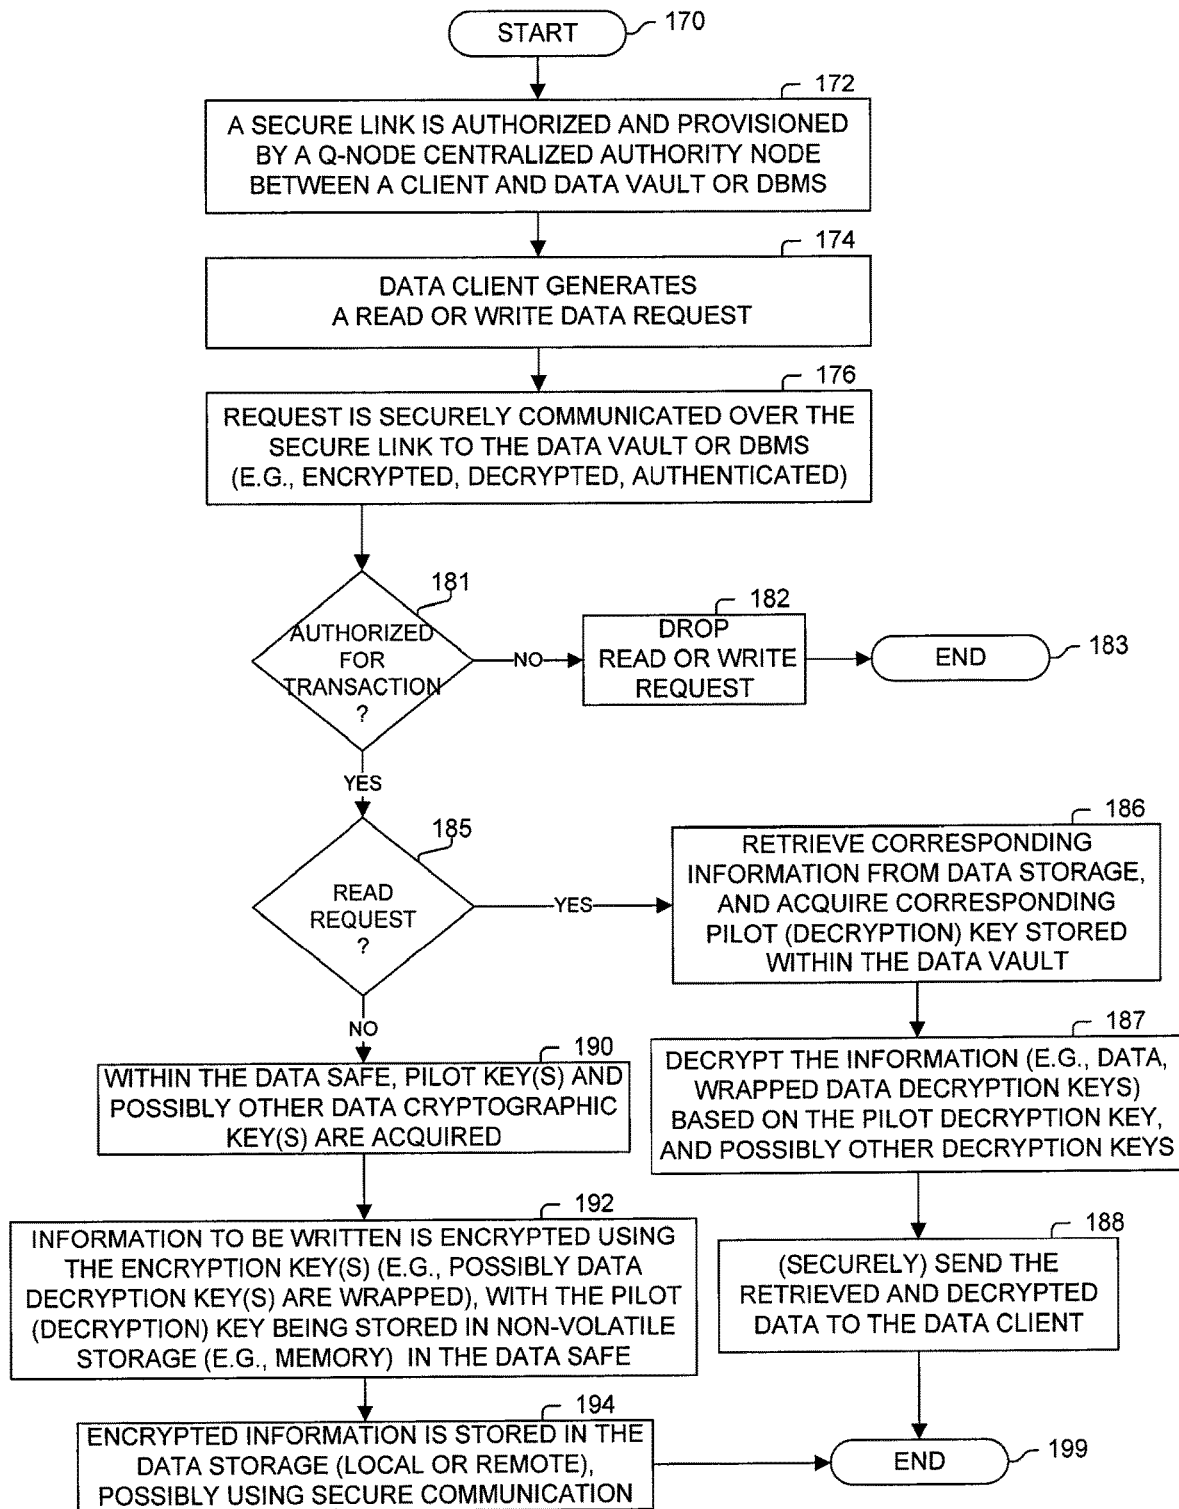 START
170
172
A SECURE LINK IS AUTHORIZED AND PROVISIONED
BY A Q-NODE CENTRALIZED AUTHORITY NODE
BETWEEN A CLIENT AND DATA VAULT OR DBMS
174
DATA CLIENT GENERATES
A READ OR WRITE DATA REQUEST
176
REQUEST IS SECURELY COMMUNICATED OVER THE
SECURE LINK TO THE DATA VAULT OR DBMS
(E.G., ENCRYPTED, DECRYPTED, AUTHENTICATED)
181
AUTHORIZED
FOR
TRANSACTION
?
NO
182
DROP
READ OR WRITE
REQUEST
END
183
YES
185
READ
REQUEST
?
YES
186
RETRIEVE CORRESPONDING
INFORMATION FROM DATA STORAGE,
AND ACQUIRE CORRESPONDING
PILOT (DECRYPTION) KEY STORED
WITHIN THE DATA VAULT
187
DECRYPT THE INFORMATION (E.G., DATA,
WRAPPED DATA DECRYPTION KEYS)
BASED ON THE PILOT DECRYPTION KEY,
AND POSSIBLY OTHER DECRYPTION KEYS
188
(SECURELY) SEND THE
RETRIEVED AND DECRYPTED
DATA TO THE DATA CLIENT
NO
190
WITHIN THE DATA SAFE, PILOT KEY(S) AND
POSSIBLY OTHER DATA CRYPTOGRAPHIC
KEY(S) ARE ACQUIRED
192
INFORMATION TO BE WRITTEN IS ENCRYPTED USING
THE ENCRYPTION KEY(S) (E.G., POSSIBLY DATA
DECRYPTION KEY(S) ARE WRAPPED), WITH THE PILOT
(DECRYPTION) KEY BEING STORED IN NON-VOLATILE
STORAGE (E.G., MEMORY) IN THE DATA SAFE
194
ENCRYPTED INFORMATION IS STORED IN THE
DATA STORAGE (LOCAL OR REMOTE),
POSSIBLY USING SECURE COMMUNICATION
END
199